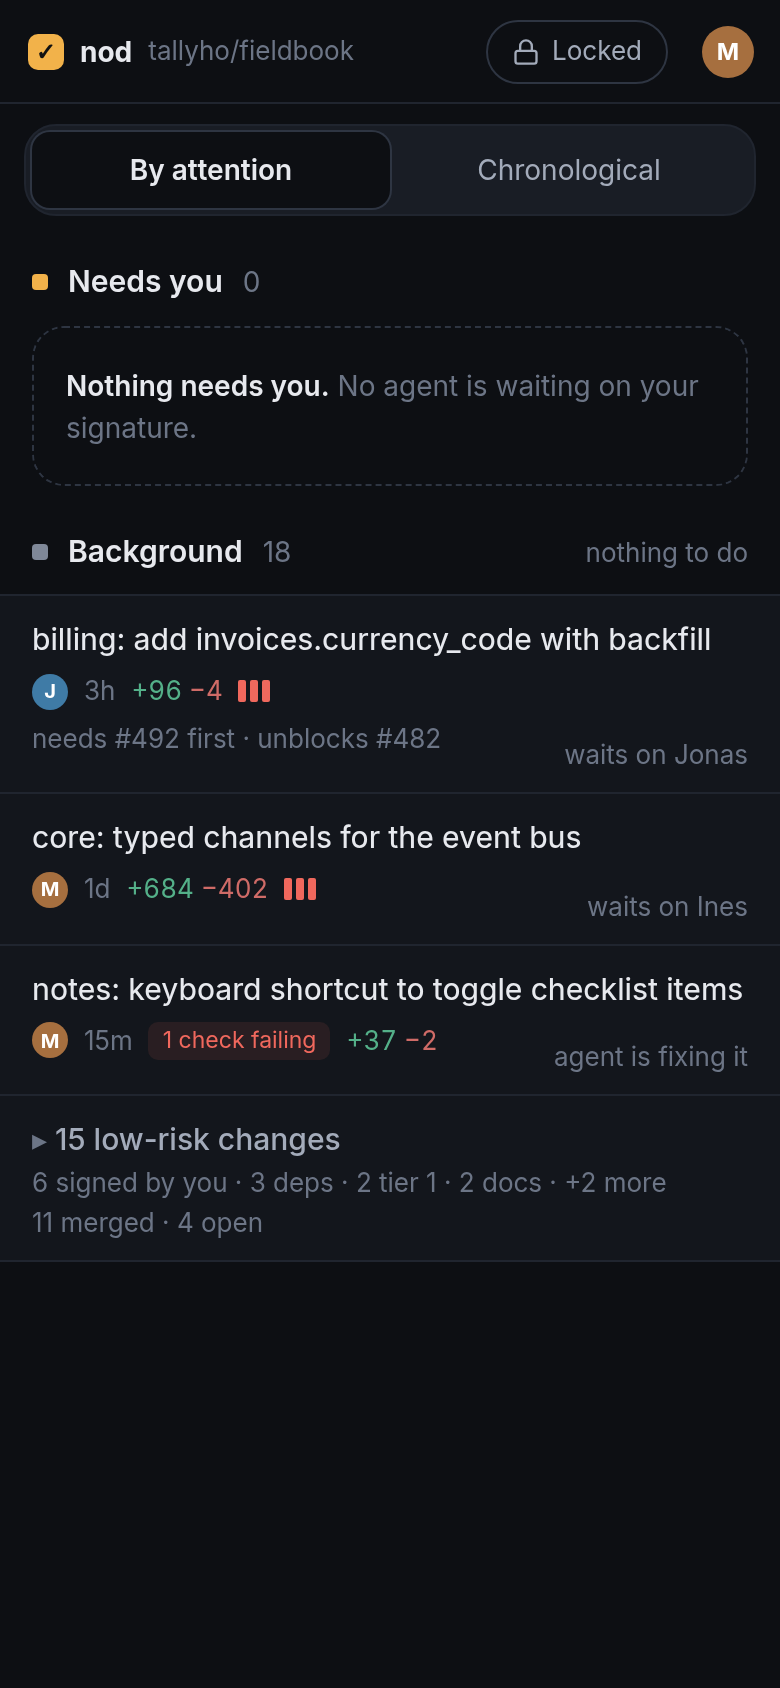 ✓ nod tallyho/fieldbook Locked M
By attention Chronological
Needs you 0
Nothing needs you. No agent is waiting on your
signature.
Background 18 nothing to do
billing: add invoices.currency_code with backfill
J 3h +96 −4
needs #492 first · unblocks #482
waits on Jonas
core: typed channels for the event bus
M 1d +684 −402
waits on Ines
notes: keyboard shortcut to toggle checklist items
M 15m 1 check failing +37 −2
agent is fixing it
▸ 15 low-risk changes
6 signed by you · 3 deps · 2 tier 1 · 2 docs · +2 more
11 merged · 4 open